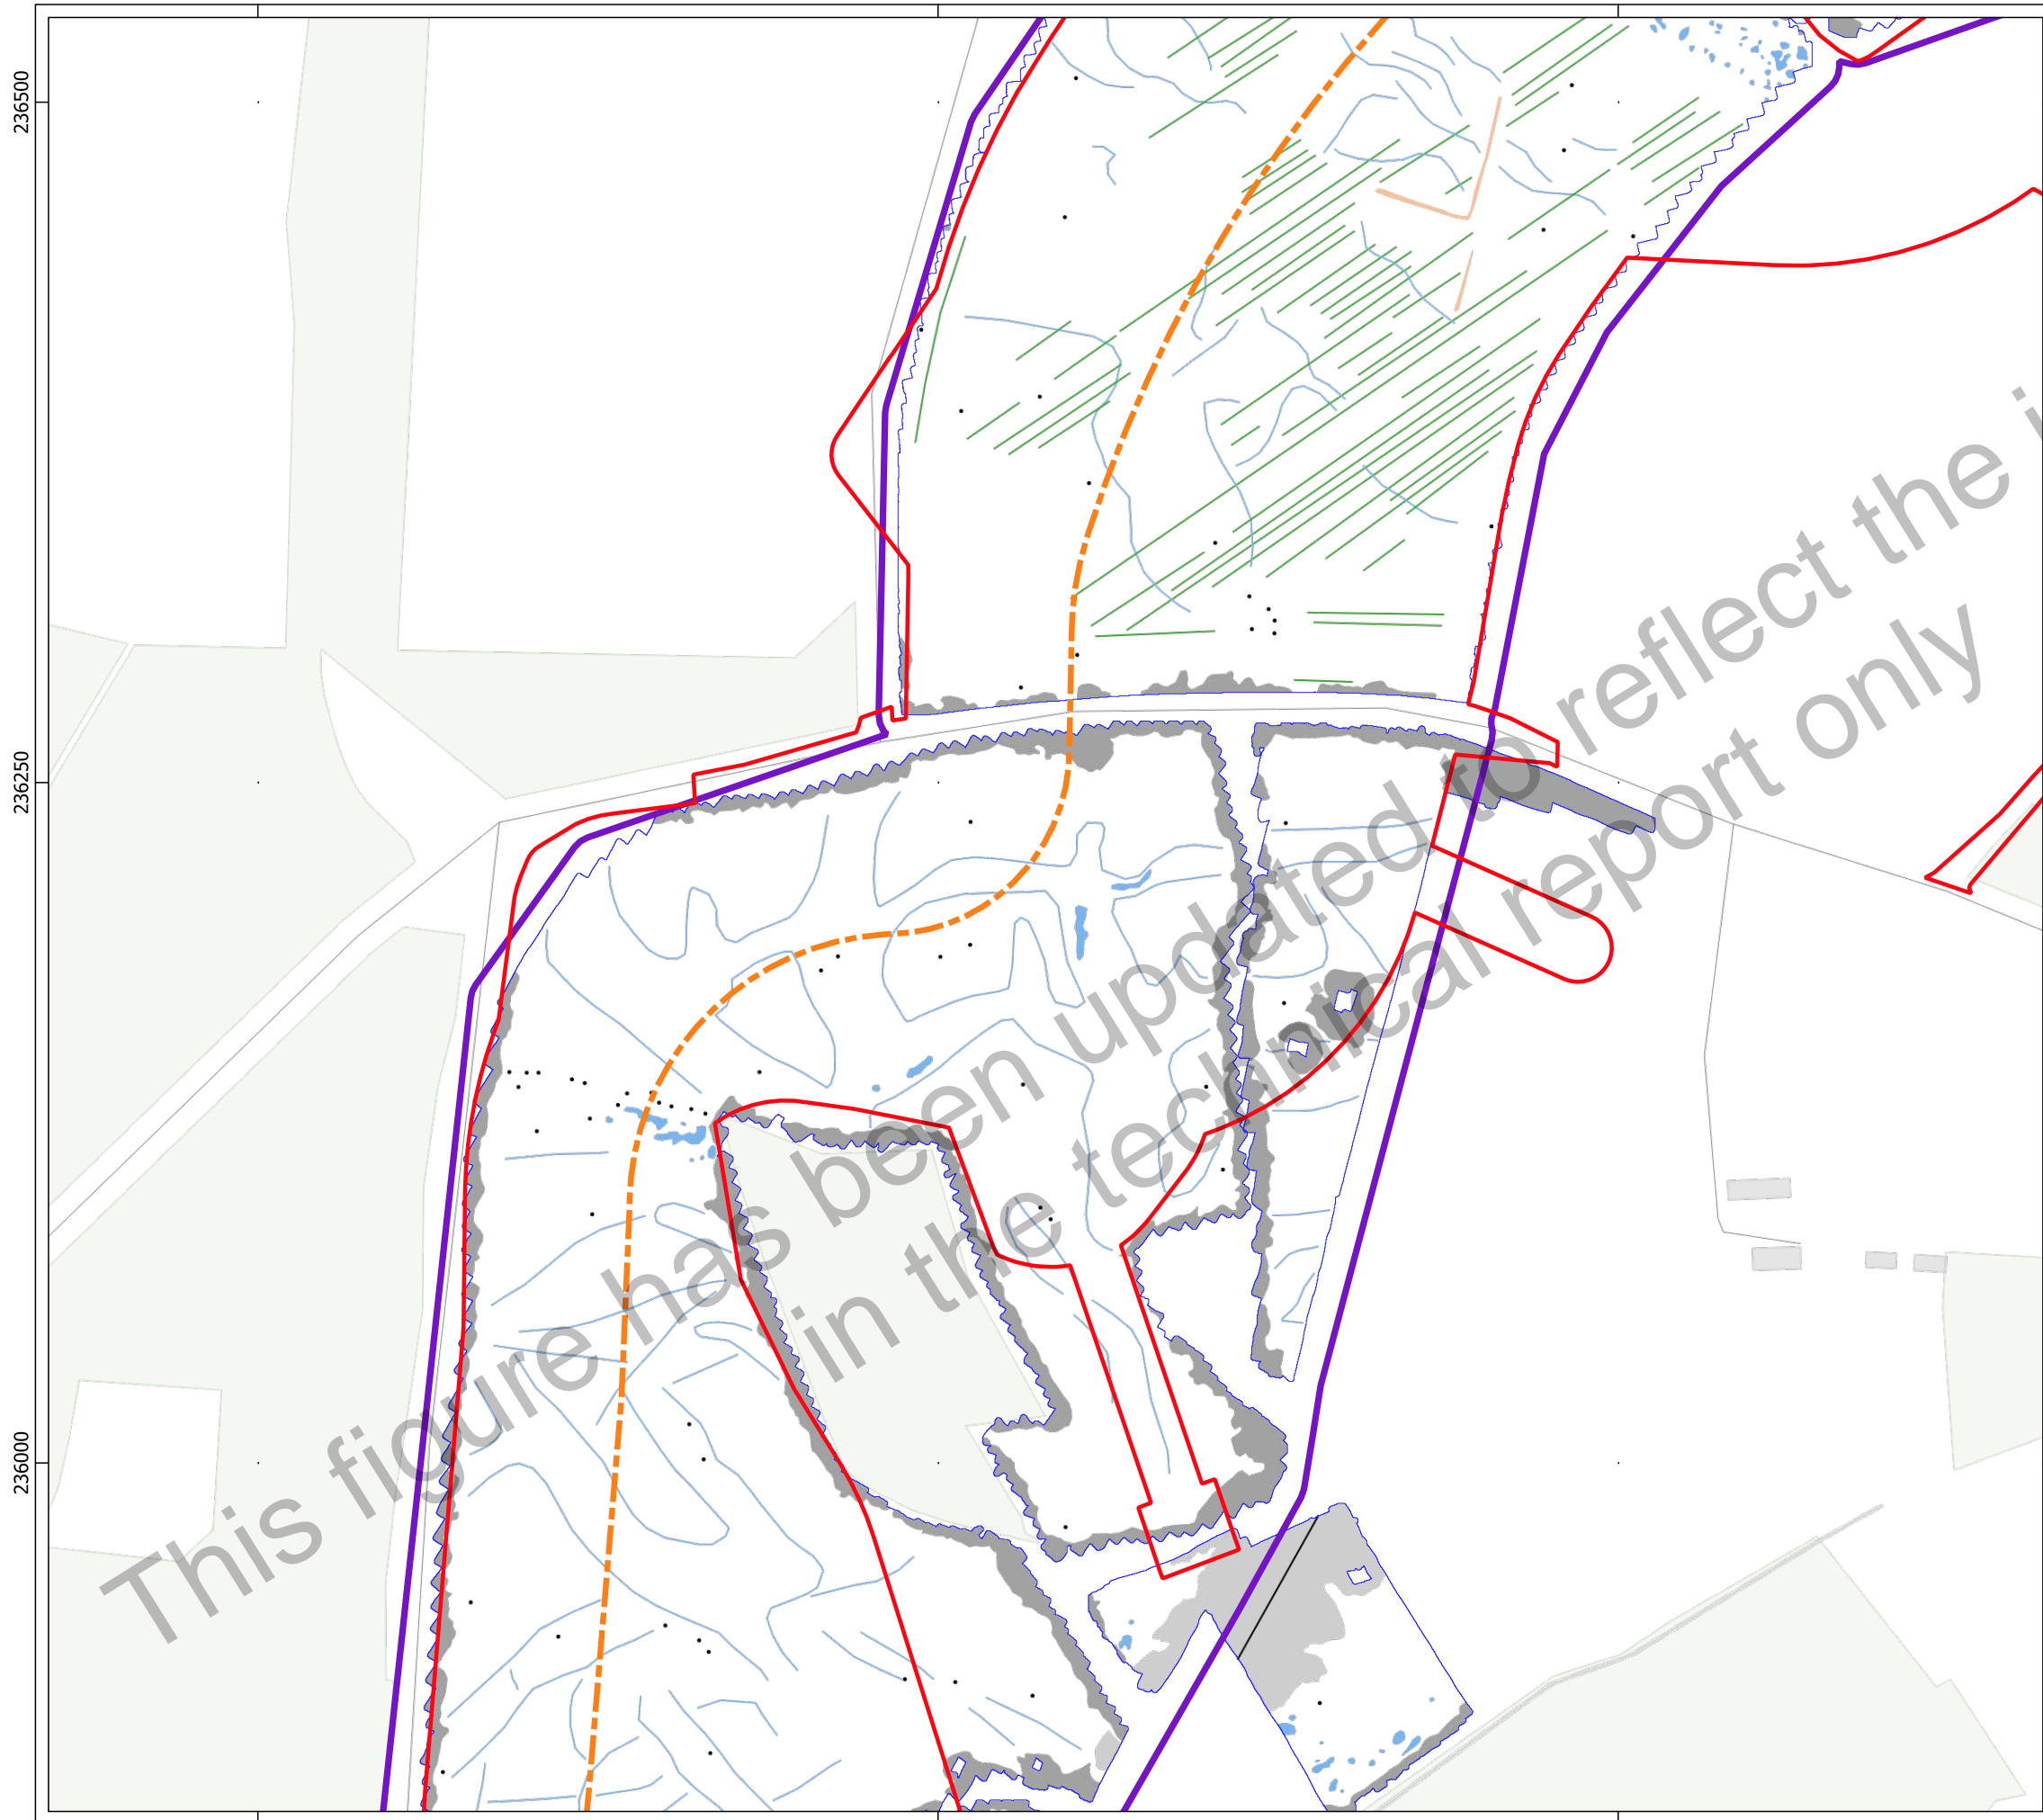 236500
236250
236000
This figure has been updated to reflect the i
in the technical report only